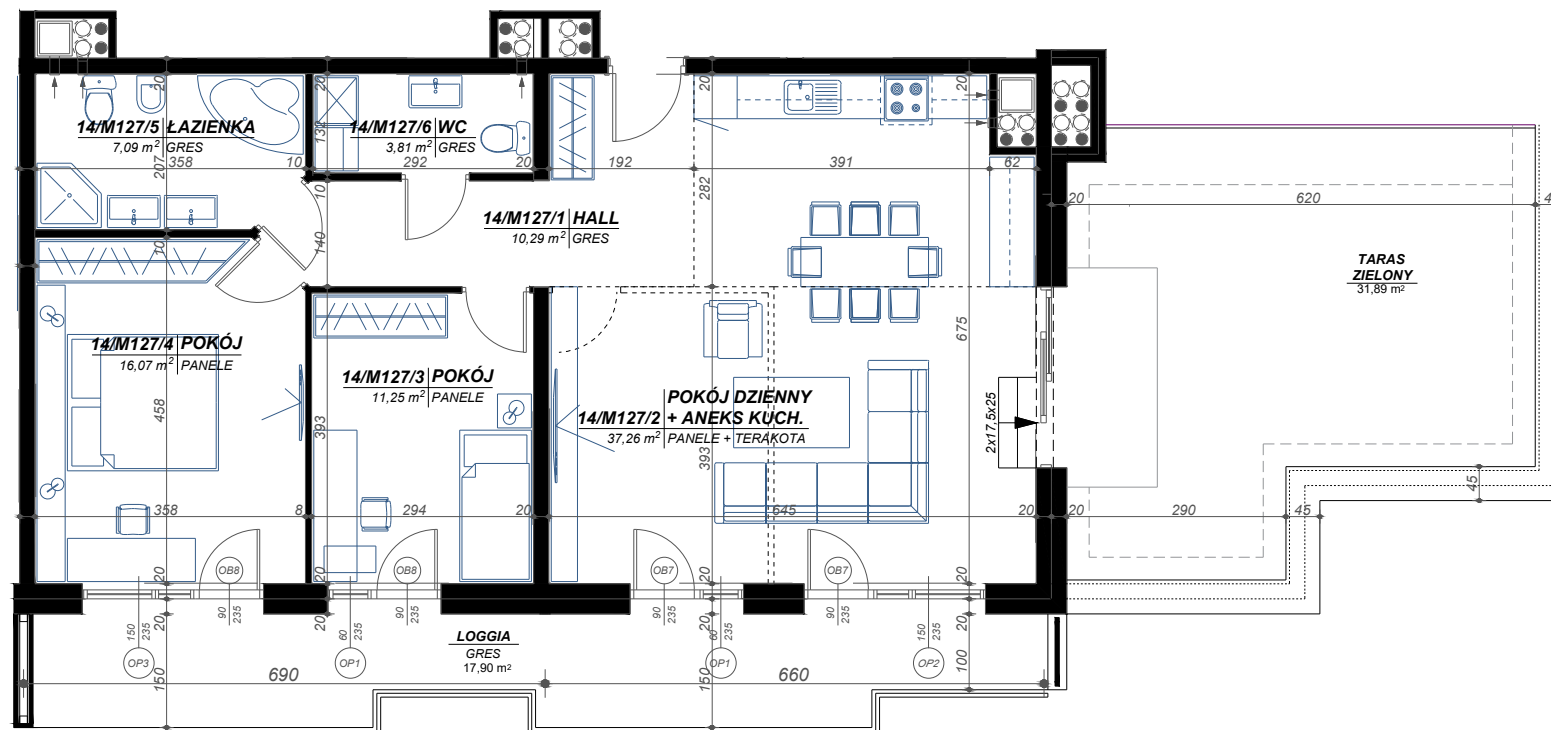 20
20
20
20
14/M127/5 ŁAZIENKA
7,09 m² GRES
132
14/M127/6 WC
3,81 m² GRES
207
358
10
292
20
192
391
62
10
282
20
620
14/M127/1 HALL
10,29 m² GRES
10
140
TARAS
ZIELONY
31,89 m²
14/M127/4 POKÓJ
16,07 m² PANELE
675
14/M127/3 POKÓJ
11,25 m² PANELE
458
393
POKÓJ DZIENNY
14/M127/2 + ANEKS KUCH.
37,26 m² PANELE + TERAKOTA
393
2x17,5x25
45
358
8
294
20
645
20
20
290
45
OB8
OB8
OB7
OB7
20
20
20
20
90
235
90
235
90
235
90
235
20
20
20
20
150
235
60
235
60
235
150
235
LOGGIA
GRES
17,90 m²
OP3
OP1
OP1
OP2
150
690
150
660
100